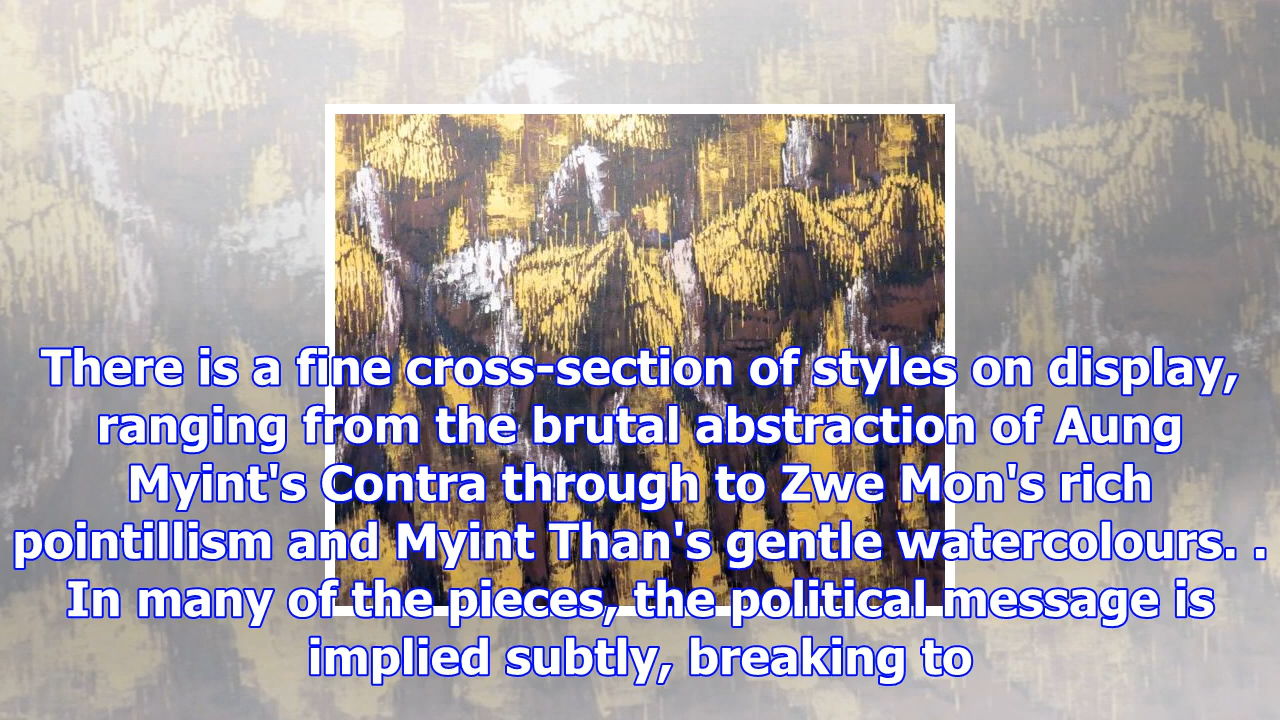 There is a fine cross-section of styles on display,
ranging from the brutal abstraction of Aung
Myint's Contra through to Zwe Mon's rich
pointillism and Myint Than's gentle watercolours. .
In many of the pieces, the political message is
implied subtly, breaking to